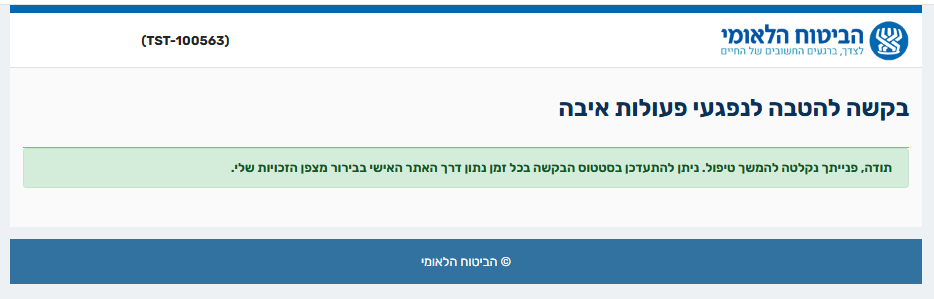 הביטוח הלאומי
לצדך, ברגעים החשובים של החיים
(TST-100563)
בקשה להטבה לנפגעי פעולות איבה
תודה, פנייתך נקלטה להמשך טיפול. ניתן להתעדכן בסטטוס הבקשה בכל זמן נתון דרך האתר האישי בבירור מצפן הזכויות שלי.
© הביטוח הלאומי